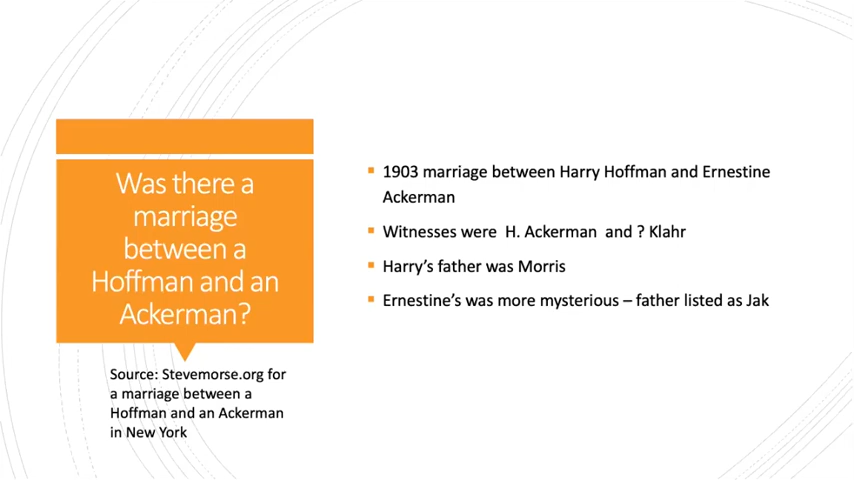 Was there a
marriage
between a
Hoffman and an
Ackerman?
Source: Stevemorse.org for
a marriage between a
Hoffman and an Ackerman
in New York
▪ 1903 marriage between Harry Hoffman and Ernestine
Ackerman
▪ Witnesses were H. Ackerman and ? Klahr
▪ Harry’s father was Morris
▪ Ernestine’s was more mysterious – father listed as Jak